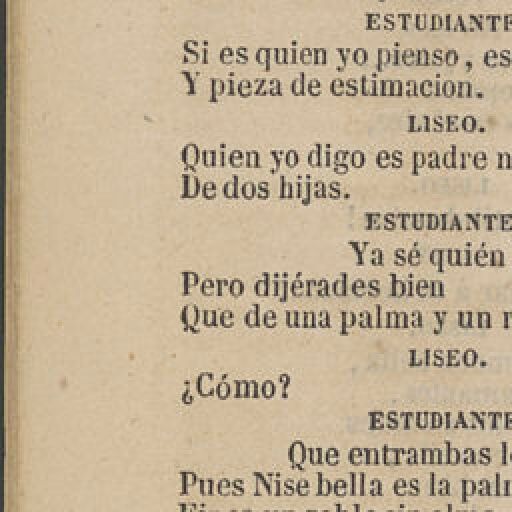 ESTUDIANTE
Si es quien yo pienso, es
Y pieza de estimacion.
LISEO.
Quien yo digo es padre
De dos hijas.
ESTUDIANTE
Ya sé quién
Pero dijérades bien
Que de una palma y un
LISEO.
¿Cómo?
ESTUDIANTE
Que entrambas
Pues Nise bella es la